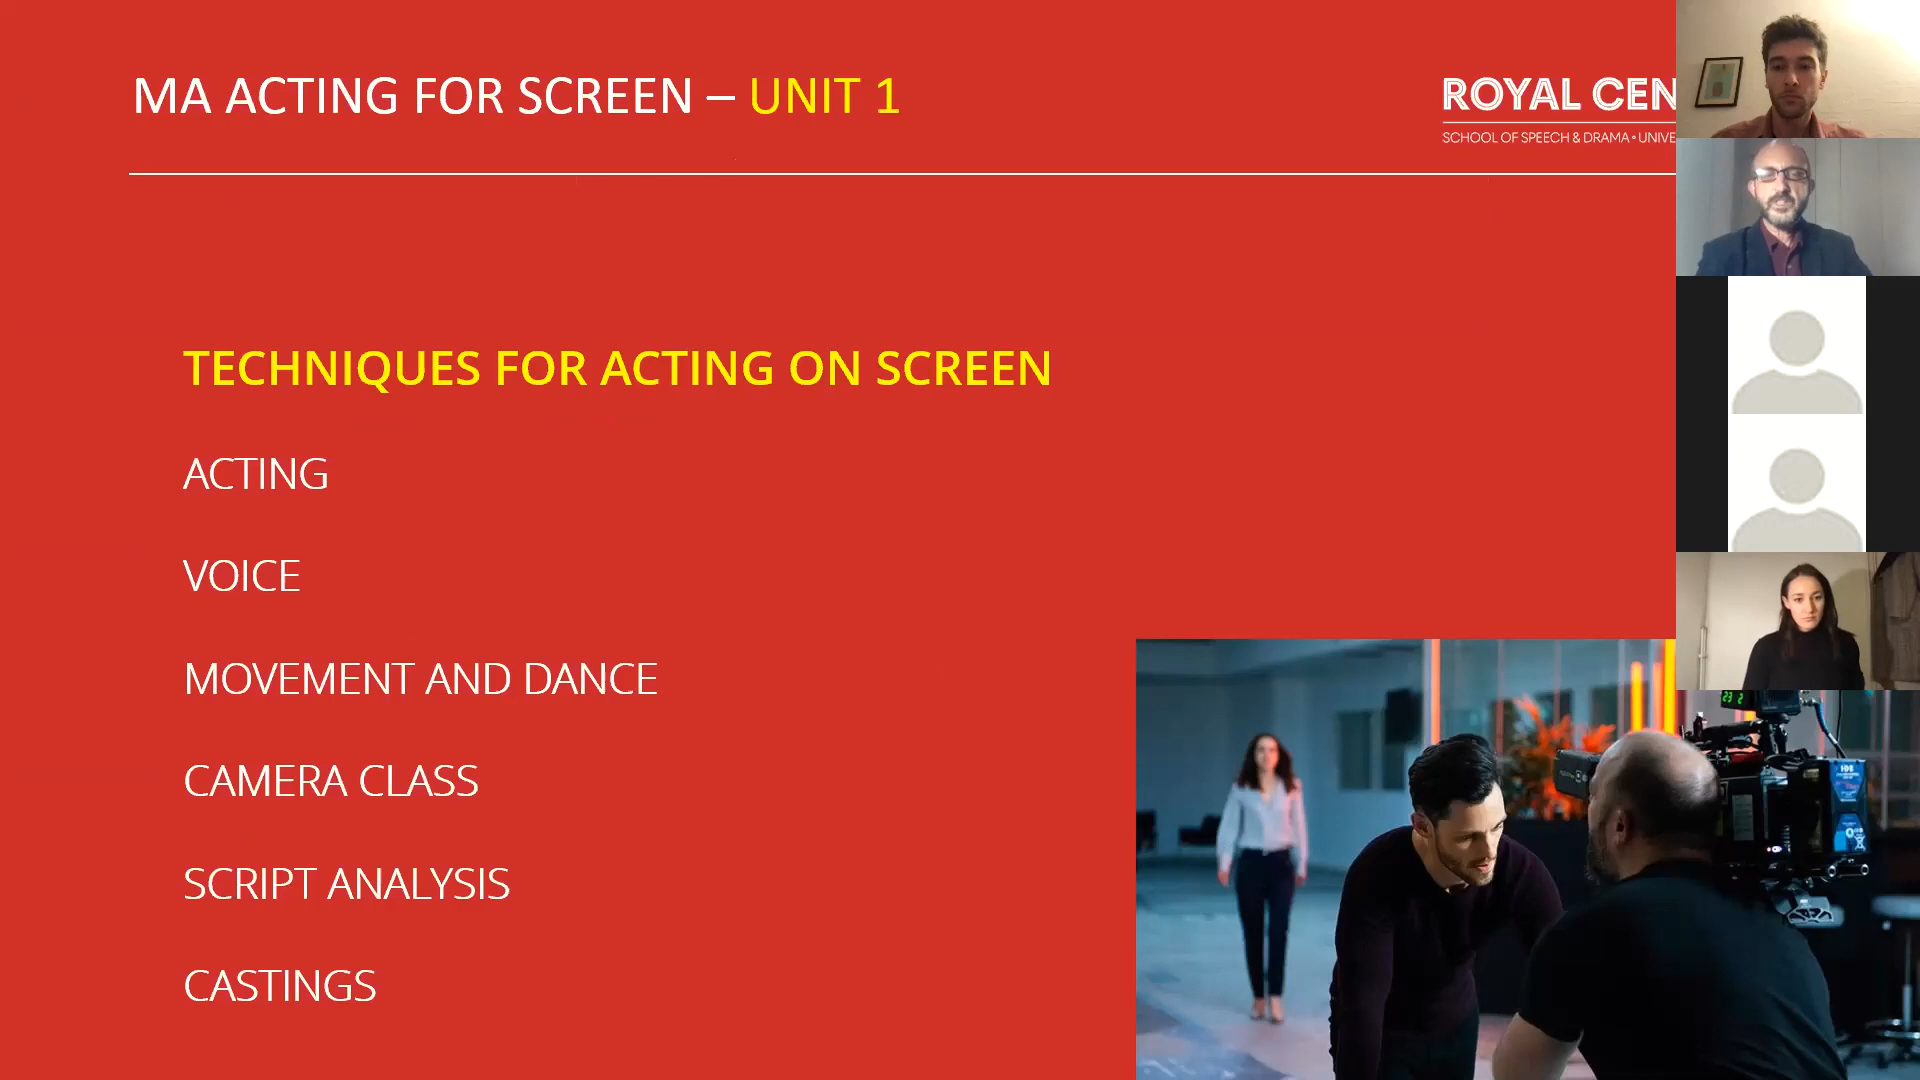 MA ACTING FOR SCREEN – UNIT 1
ROYAL CEN
SCHOOL OF SPEECH & DRAMA • UNIVE
TECHNIQUES FOR ACTING ON SCREEN
ACTING
VOICE
MOVEMENT AND DANCE
CAMERA CLASS
SCRIPT ANALYSIS
CASTINGS